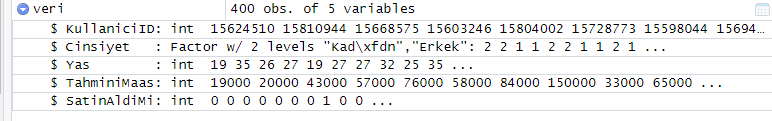 veri 400 obs. of 5 variables
$ KullaniciID: int 15624510 15810944 15668575 15603246 15804002 15728773 15598044 15694…
$ Cinsiyet : Factor w/ 2 levels "Kad\xfdn","Erkek": 2 2 1 1 2 2 1 1 2 1 ...
$ Yas : int 19 35 26 27 19 27 27 32 25 35 ...
$ TahminiMaas: int 19000 20000 43000 57000 76000 58000 84000 150000 33000 65000 ...
$ SatinAldiMi: int 0 0 0 0 0 0 0 1 0 0 ...